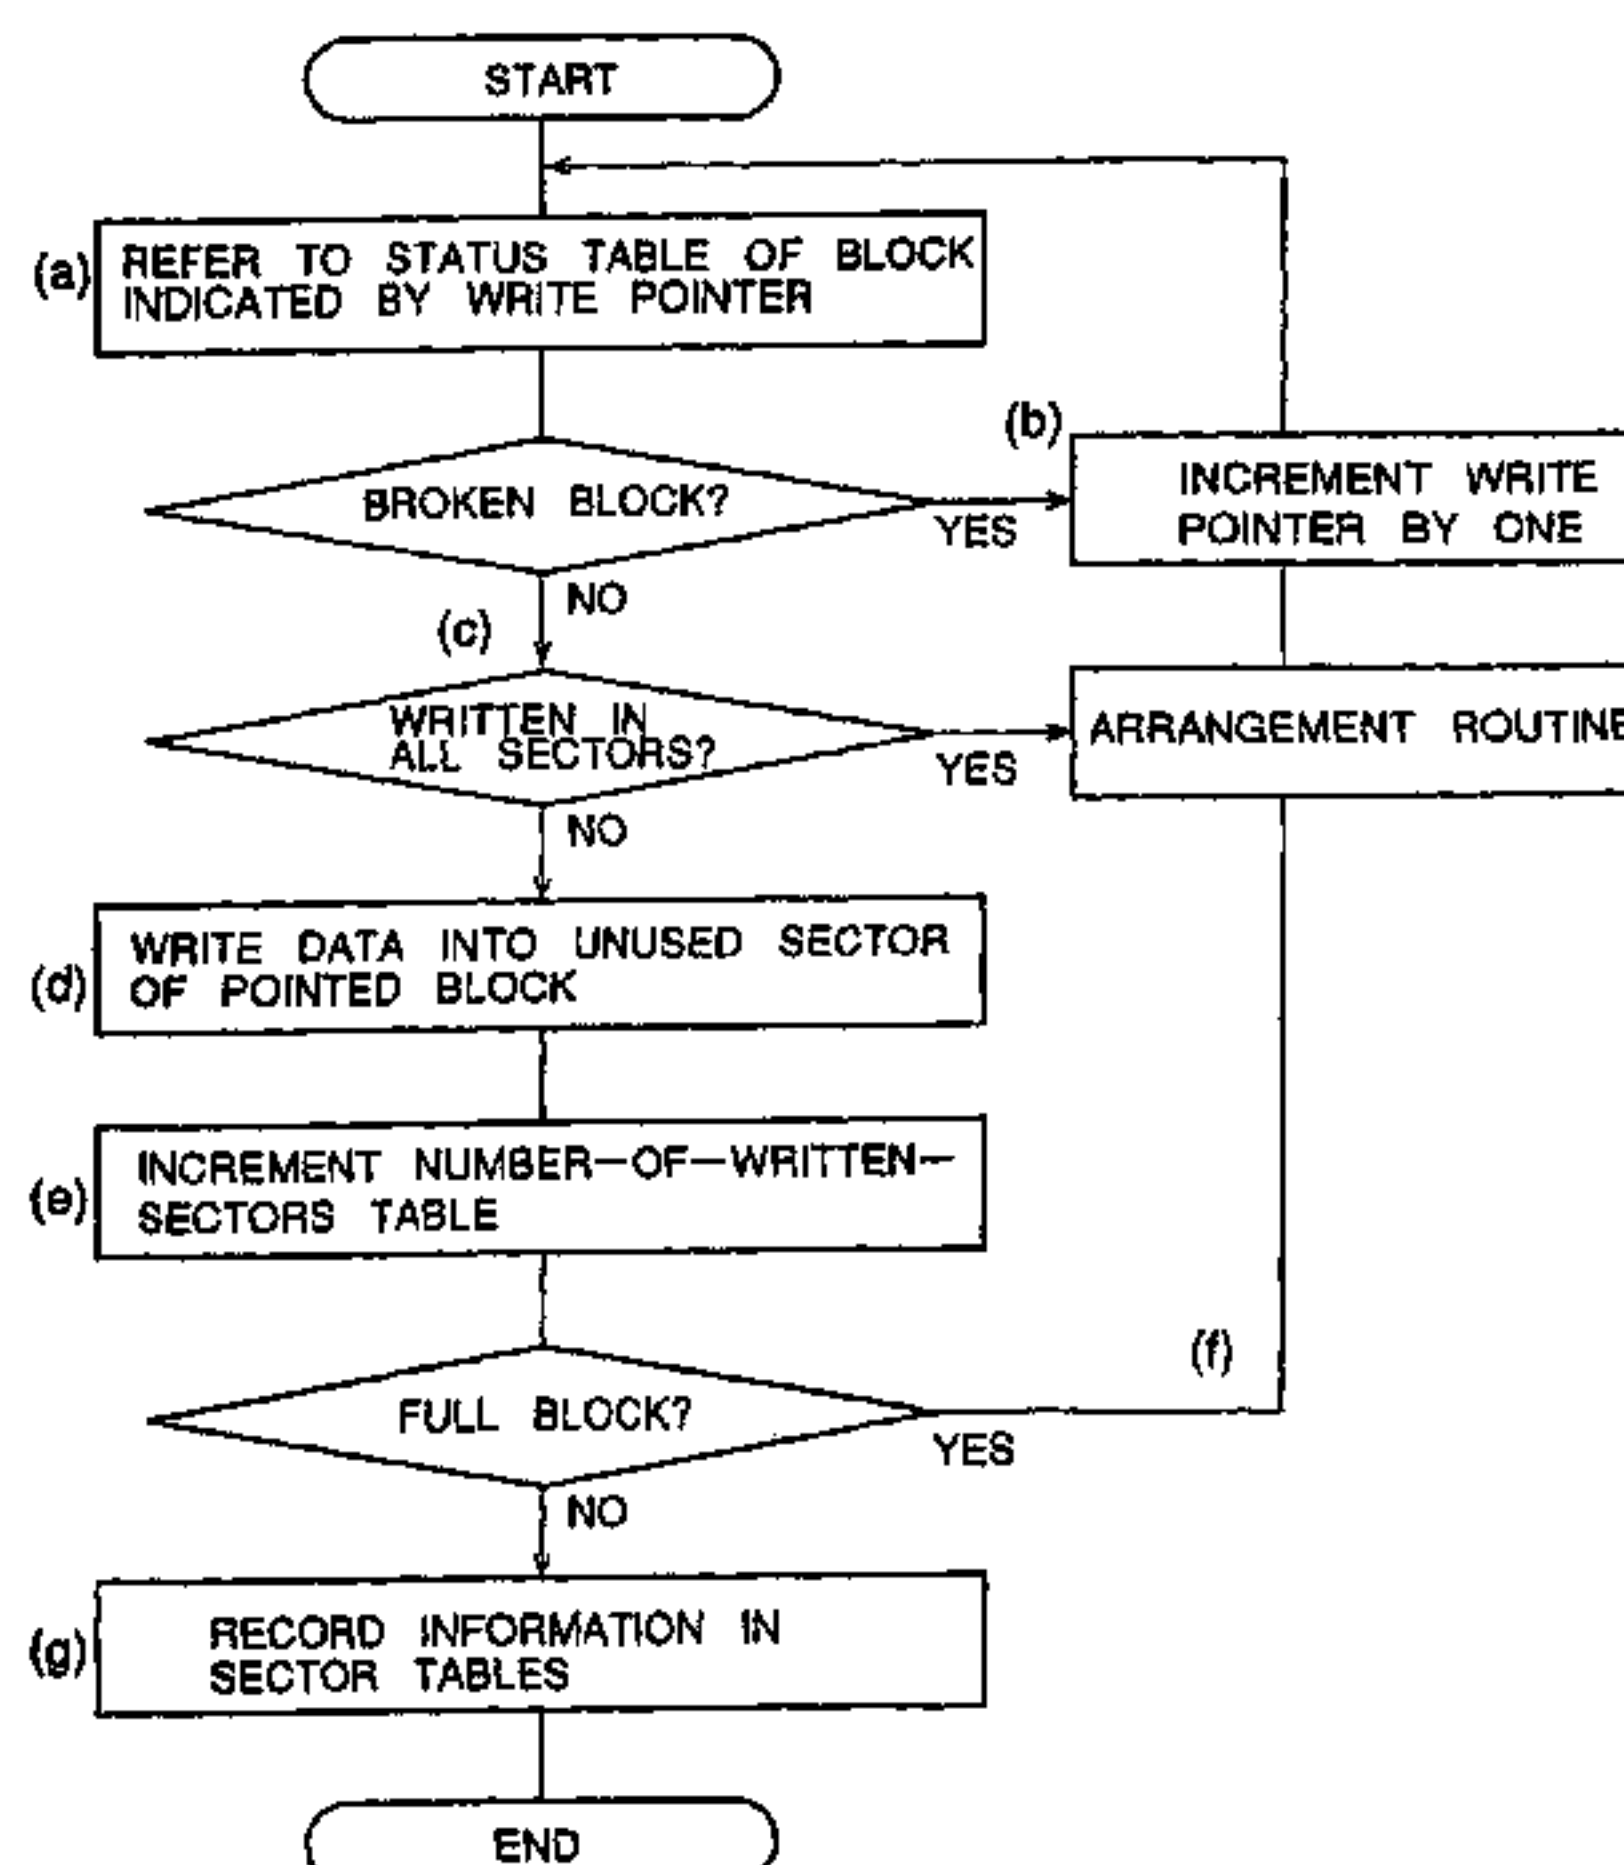 START
(a)
REFER TO STATUS TABLE OF BLOCK
INDICATED BY WRITE POINTER
BROKEN BLOCK?
YES
NO
(b)
INCREMENT WRITE
POINTER BY ONE
(c)
WRITTEN IN
ALL SECTORS?
YES
NO
ARRANGEMENT ROUTINE
(d)
WRITE DATA INTO UNUSED SECTOR
OF POINTED BLOCK
(e)
INCREMENT NUMBER-OF-WRITTEN-
SECTORS TABLE
FULL BLOCK?
YES
(f)
NO
(g)
RECORD INFORMATION IN
SECTOR TABLES
END